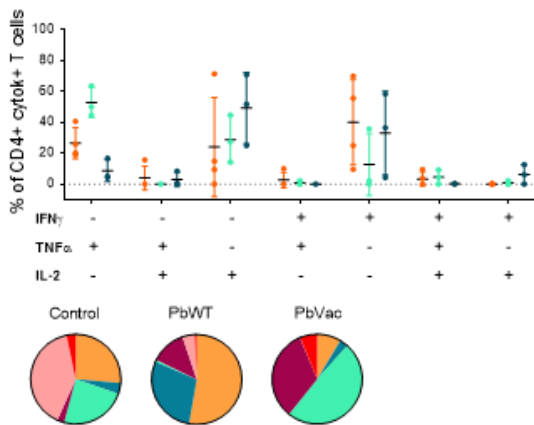 % of CD4+ cytok+ T cells
100
80
60
40
20
0
IFNγ - - - + + + +
TNFα + + - + - + -
IL-2 - + + - - + +
Control PbWT PbVac